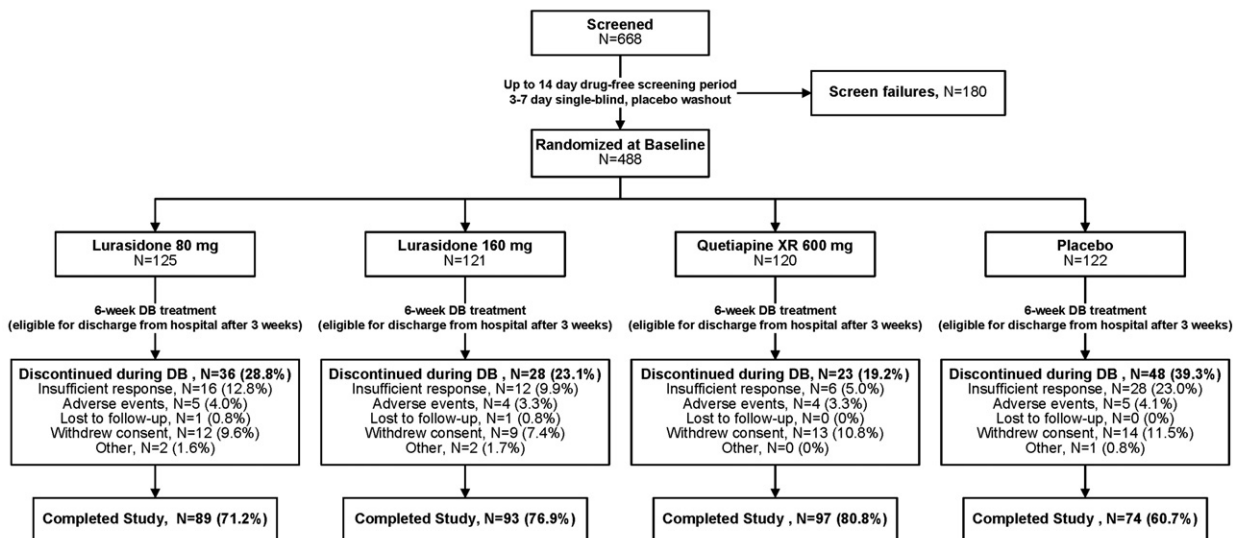 Screened
N=668
Up to 14 day drug-free screening period
3-7 day single-blind, placebo washout
Screen failures, N=180
Randomized at Baseline
N=488
Lurasidone 80 mg
N=125
Lurasidone 160 mg
N=121
Quetiapine XR 600 mg
N=120
Placebo
N=122
6-week DB treatment
(eligible for discharge from hospital after 3 weeks)
6-week DB treatment
(eligible for discharge from hospital after 3 weeks)
6-week DB treatment
(eligible for discharge from hospital after 3 weeks)
6-week DB treatment
(eligible for discharge from hospital after 3 weeks)
Discontinued during DB , N=36 (28.8%)
Insufficient response, N=16 (12.8%)
Adverse events, N=5 (4.0%)
Lost to follow-up, N=1 (0.8%)
Withdrew consent, N=12 (9.6%)
Other, N=2 (1.6%)
Discontinued during DB , N=28 (23.1%)
Insufficient response, N=12 (9.9%)
Adverse events, N=4 (3.3%)
Lost to follow-up, N=1 (0.8%)
Withdrew consent, N=9 (7.4%)
Other, N=2 (1.7%)
Discontinued during DB, N=23 (19.2%)
Insufficient response, N=6 (5.0%)
Adverse events, N=4 (3.3%)
Lost to follow-up, N=0 (0%)
Withdrew consent, N=13 (10.8%)
Other, N=0 (0%)
Discontinued during DB , N=48 (39.3%)
Insufficient response, N=28 (23.0%)
Adverse events, N=5 (4.1%)
Lost to follow-up, N=0 (0%)
Withdrew consent, N=14 (11.5%)
Other, N=1 (0.8%)
Completed Study, N=89 (71.2%)
Completed Study, N=93 (76.9%)
Completed Study , N=97 (80.8%)
Completed Study , N=74 (60.7%)